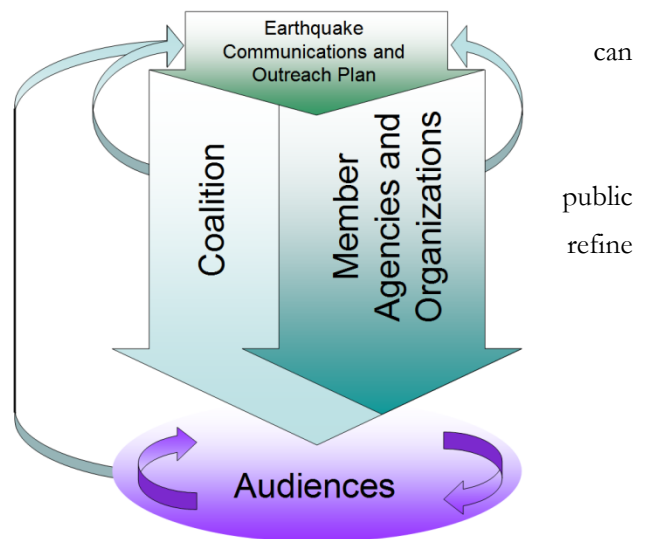 Earthquake
Communications and
Outreach Plan
can
Coalition
Member
Agencies and
Organizations
public
refine
Audiences